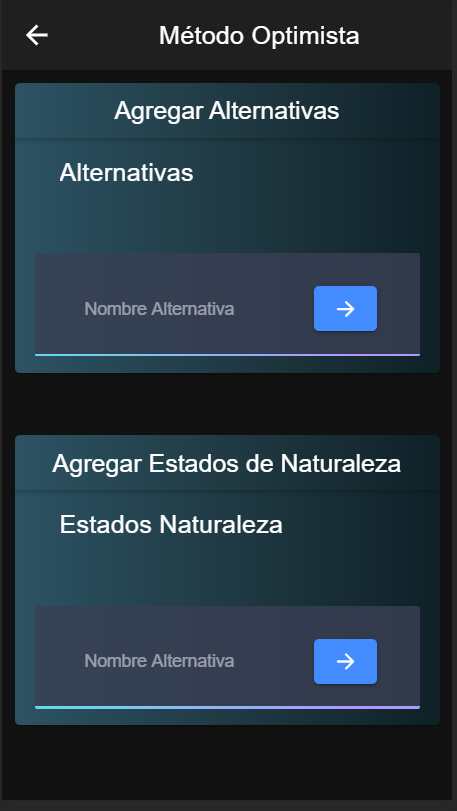 Método Optimista
Agregar Alternativas
Alternativas
Nombre Alternativa
Agregar Estados de Naturaleza
Estados Naturaleza
Nombre Alternativa